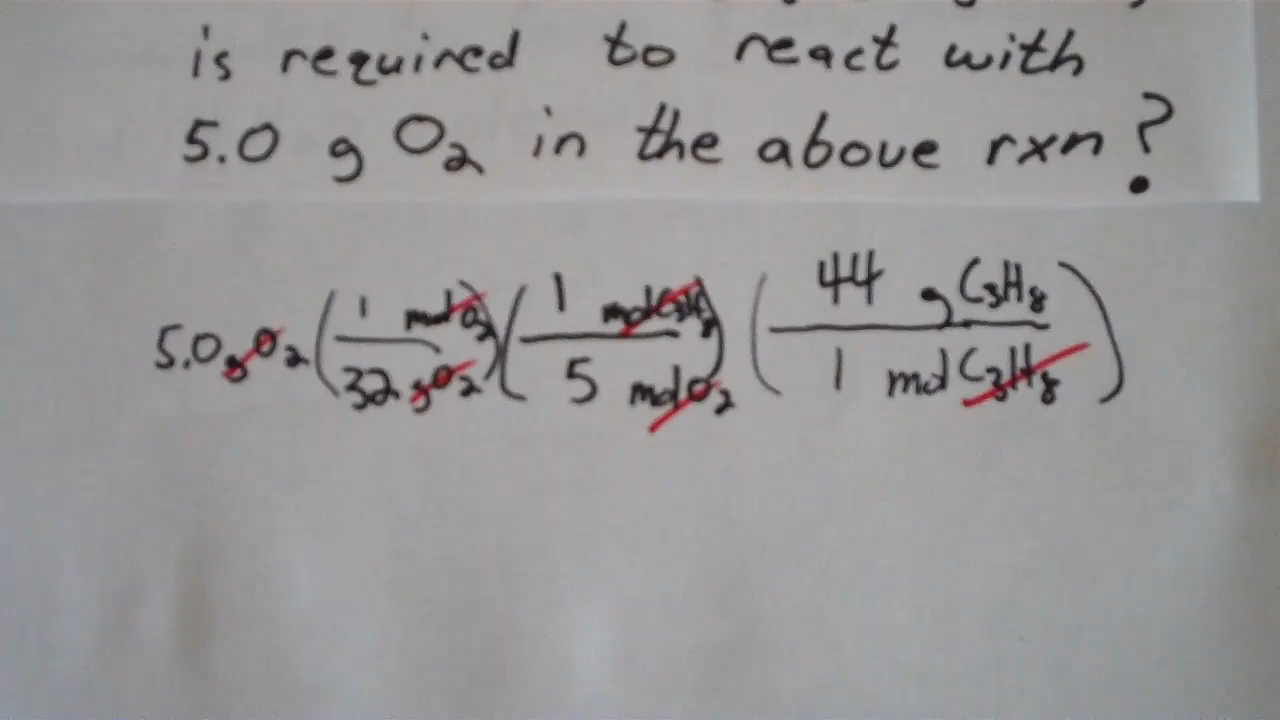 is required to react with
5.0 g O₂ in the above rxn?
5.0 g O₂ (1 mol O₂ / 32 g O₂) (1 mol C₃H₈ / 5 mol O₂) (44 g C₃H₈ / 1 mol C₃H₈)